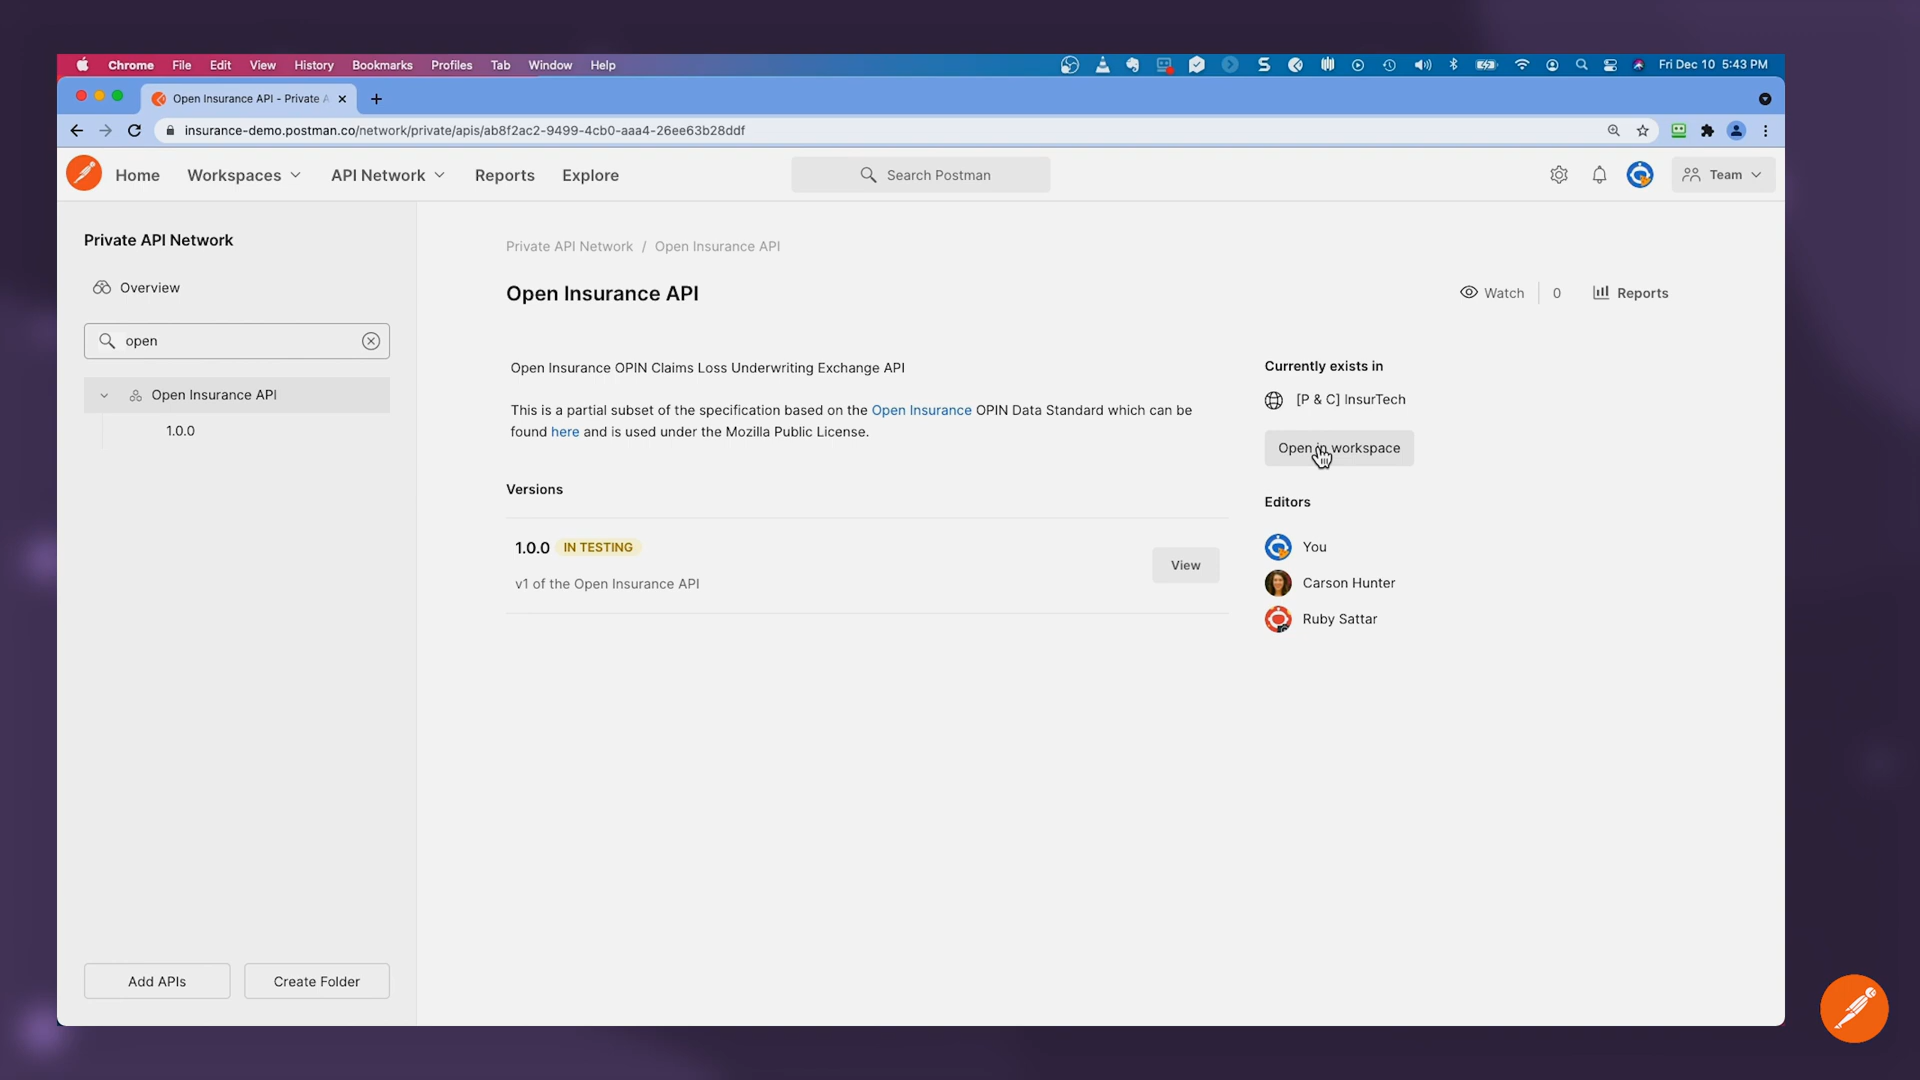 Chrome File Edit View History Bookmarks Profiles Tab Window Help Fri Dec 10 5:43 PM
Open Insurance API - Private A
insurance-demo.postman.co/network/private/apis/ab8f2ac2-9499-4cb0-aaa4-26ee63b28ddf
Home Workspaces API Network Reports Explore Search Postman Team
Private API Network
Overview
open
Open Insurance API
1.0.0
Add APIs Create Folder
Private API Network / Open Insurance API
Open Insurance API
Watch 0 Reports
Open Insurance OPIN Claims Loss Underwriting Exchange API
This is a partial subset of the specification based on the Open Insurance OPIN Data Standard which can be
found here and is used under the Mozilla Public License.
Versions
1.0.0 IN TESTING
v1 of the Open Insurance API
View
Currently exists in
[P & C] InsurTech
Open in workspace
Editors
You
Carson Hunter
Ruby Sattar